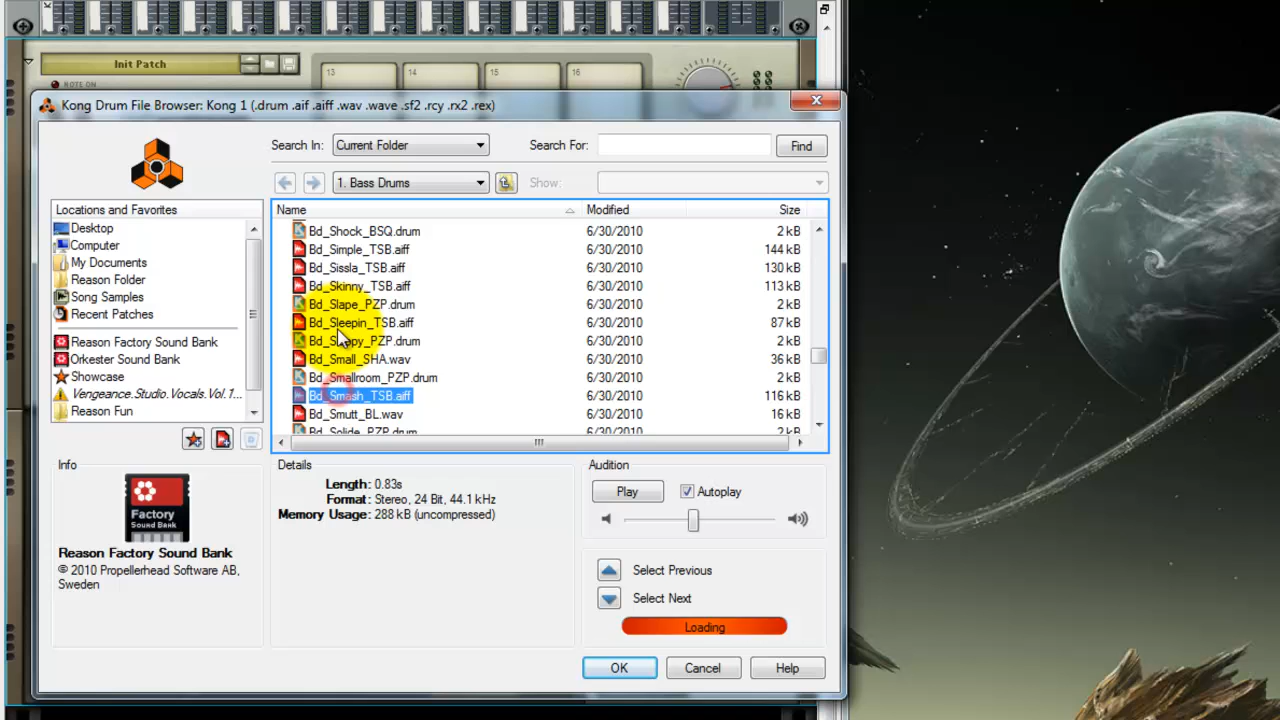 Init Patch
13
14
15
16
NOTE ON
Kong Drum File Browser: Kong 1 (.drum .aif .aiff .wav .wave .sf2 .rcy .rx2 .rex)
Search In: Current Folder
Search For:
Find
1. Bass Drums
Show:
Locations and Favorites
Desktop
Computer
My Documents
Reason Folder
Song Samples
Recent Patches
Reason Factory Sound Bank
Orkester Sound Bank
Showcase
Vengeance.Studio.Vocals.Vol.1...
Reason Fun
Name Modified Size
Bd_Shock_BSQ.drum 6/30/2010 2 kB
Bd_Simple_TSB.aiff 6/30/2010 144 kB
Bd_Sissla_TSB.aiff 6/30/2010 130 kB
Bd_Skinny_TSB.aiff 6/30/2010 113 kB
Bd_Slape_PZP.drum 6/30/2010 2 kB
Bd_Sleepin_TSB.aiff 6/30/2010 87 kB
6/30/2010 2 kB
Bd_Small_SHA.wav 6/30/2010 36 kB
Bd_Smallroom_PZP.drum 6/30/2010 2 kB
Bd_Smash_TSB.aiff 6/30/2010 116 kB
Bd_Smutt_BL.wav 6/30/2010 16 kB
Bd_Solide_PZP.drum 6/30/2010 2 kB
Info
Factory
Sound Bank
Reason Factory Sound Bank
© 2010 Propellerhead Software AB,
Sweden
Details
Length: 0.83s
Format: Stereo, 24 Bit, 44.1 kHz
Memory Usage: 288 kB (uncompressed)
Audition
Play
Autoplay
Select Previous
Select Next
Loading
OK
Cancel
Help